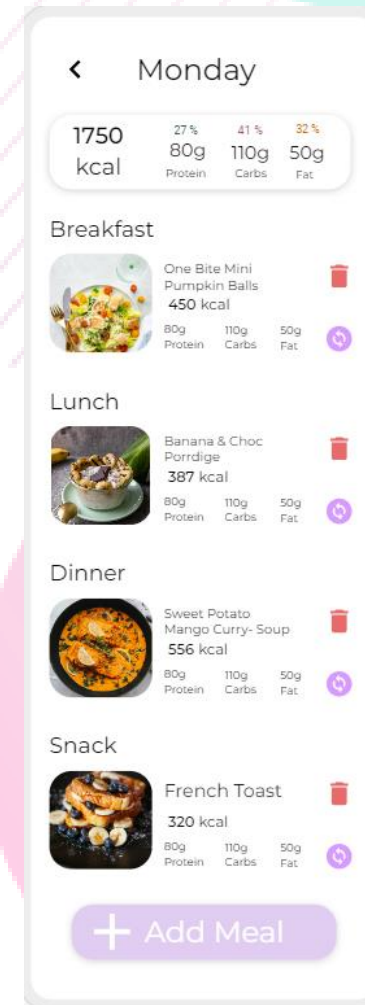 Monday
1750
kcal
27 %
80g
Protein
41 %
110g
Carbs
32 %
50g
Fat
Breakfast
One Bite Mini
Pumpkin Balls
450 kcal
80g 110g 50g
Protein Carbs Fat
Lunch
Banana & Choc
Porrdige
387 kcal
80g 110g 50g
Protein Carbs Fat
Dinner
Sweet Potato
Mango Curry- Soup
556 kcal
80g 110g 50g
Protein Carbs Fat
Snack
French Toast
320 kcal
80g 110g 50g
Protein Carbs Fat
Add Meal